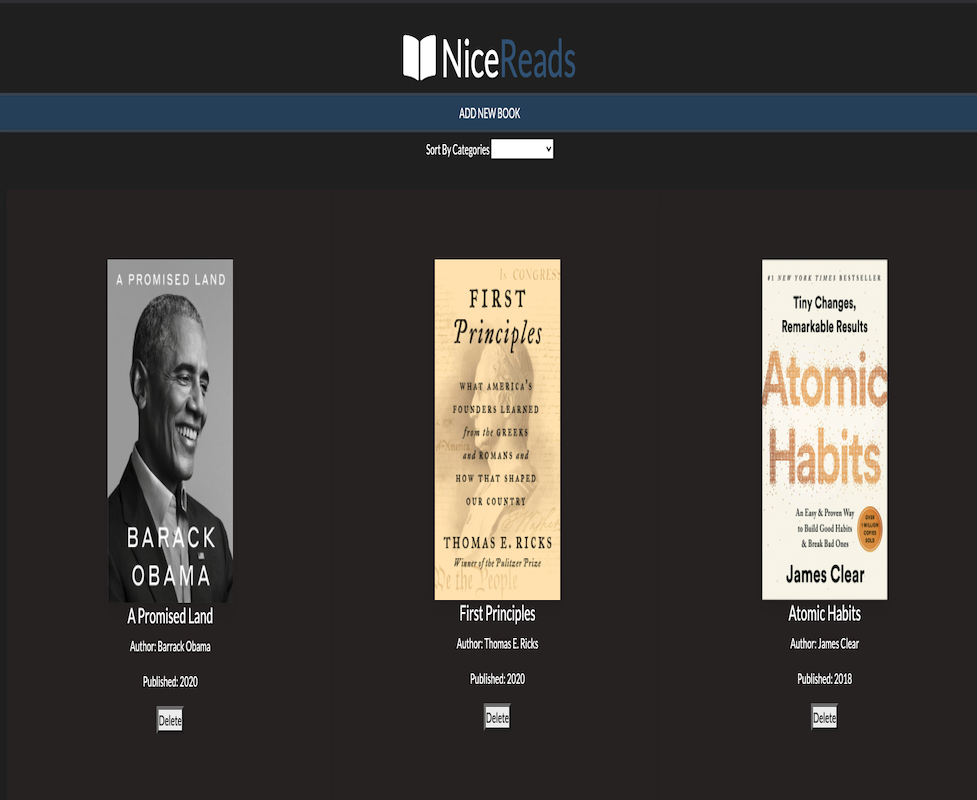 NiceReads
ADD NEW BOOK
Sort By Categories
A PROMISED LAND
BARACK
OBAMA
A Promised Land
Author: Barrack Obama
Published: 2020
Delete
IN CONGRESS
FIRST
Principles
WHAT AMERICA'S
FOUNDERS LEARNED
from the GREEKS
and ROMANS and
HOW THAT SHAPED
OUR COUNTRY
THOMAS E. RICKS
Winner of the Pulitzer Prize
We the People
First Principles
Author: Thomas E. Ricks
Published: 2020
Delete
#1 NEW YORK TIMES BESTSELLER
Tiny Changes,
Remarkable Results
Atomic
Habits
An Easy & Proven Way
to Build Good Habits
& Break Bad Ones
OVER
1 MILLION
COPIES
SOLD
James Clear
Atomic Habits
Author: James Clear
Published: 2018
Delete